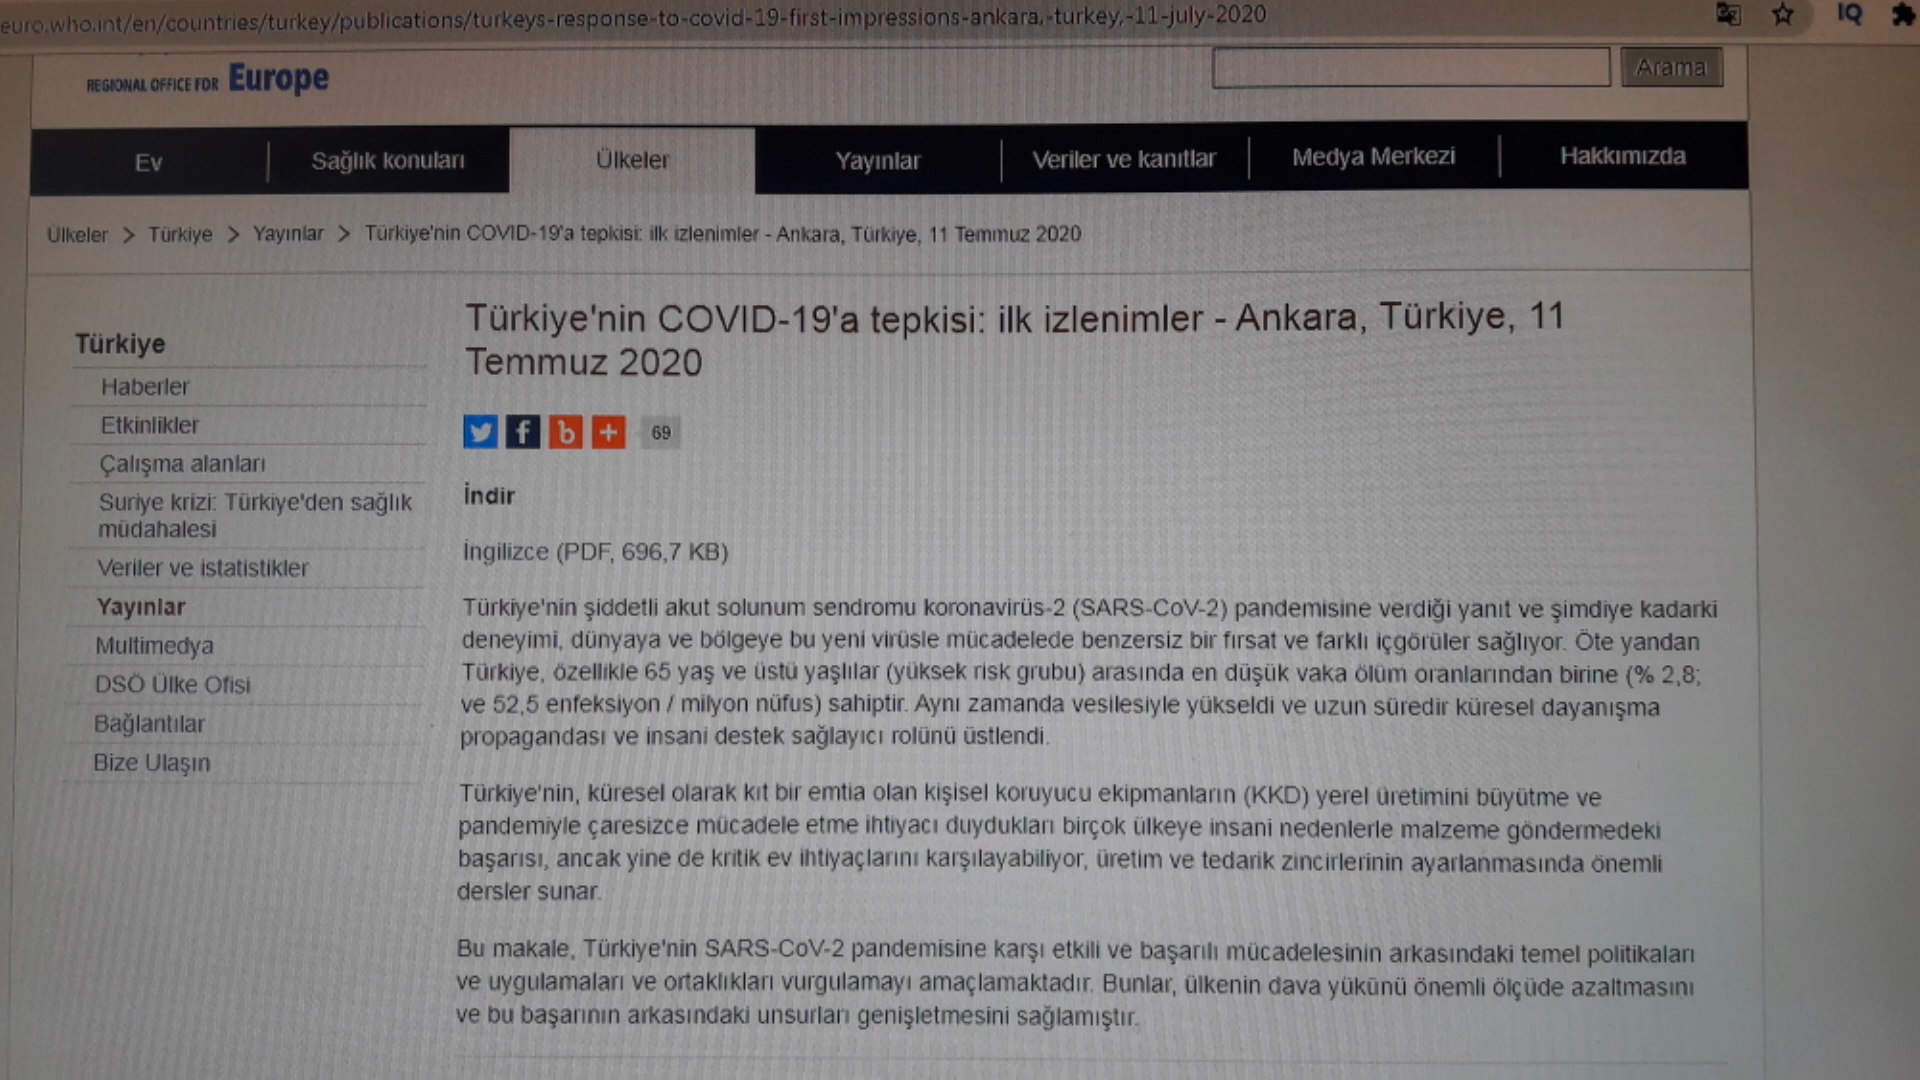 euro.who.int/en/countries/turkey/publications/turkeys-response-to-covid-19-first-impressions-ankara,-turkey,-11-july-2020
IQ
REGIONAL OFFICE FOR Europe
Arama
Ev
Sağlık konuları
Ülkeler
Yayınlar
Veriler ve kanıtlar
Medya Merkezi
Hakkımızda
Ülkeler > Türkiye > Yayınlar > Türkiye'nin COVID-19'a tepkisi: ilk izlenimler - Ankara, Türkiye, 11 Temmuz 2020
Türkiye
Haberler
Etkinlikler
Çalışma alanları
Suriye krizi: Türkiye'den sağlık
müdahalesi
Veriler ve istatistikler
Yayınlar
Multimedya
DSÖ Ülke Ofisi
Bağlantılar
Bize Ulaşın
Türkiye'nin COVID-19'a tepkisi: ilk izlenimler - Ankara, Türkiye, 11
Temmuz 2020
69
İndir
İngilizce (PDF, 696,7 KB)
Türkiye'nin şiddetli akut solunum sendromu koronavirüs-2 (SARS-CoV-2) pandemisine verdiği yanıt ve şimdiye kadarki
deneyimi, dünyaya ve bölgeye bu yeni virüsle mücadelede benzersiz bir fırsat ve farklı içgörüler sağlıyor. Öte yandan
Türkiye, özellikle 65 yaş ve üstü yaşlılar (yüksek risk grubu) arasında en düşük vaka ölüm oranlarından birine (% 2,8;
ve 52,5 enfeksiyon / milyon nüfus) sahiptir. Aynı zamanda vesilesiyle yükseldi ve uzun süredir küresel dayanışma
propagandası ve insani destek sağlayıcı rolünü üstlendi.
Türkiye'nin, küresel olarak kıt bir emtia olan kişisel koruyucu ekipmanların (KKD) yerel üretimini büyütme ve
pandemiyle çaresizce mücadele etme ihtiyacı duydukları birçok ülkeye insani nedenlerle malzeme göndermedeki
başarısı, ancak yine de kritik ev ihtiyaçlarını karşılayabiliyor, üretim ve tedarik zincirlerinin ayarlanmasında önemli
dersler sunar.
Bu makale, Türkiye'nin SARS-CoV-2 pandemisine karşı etkili ve başarılı mücadelesinin arkasındaki temel politikaları
ve uygulamaları ve ortaklıkları vurgulamayı amaçlamaktadır. Bunlar, ülkenin dava yükünü önemli ölçüde azaltmasını
ve bu başarının arkasındaki unsurları genişletmesini sağlamıştır.